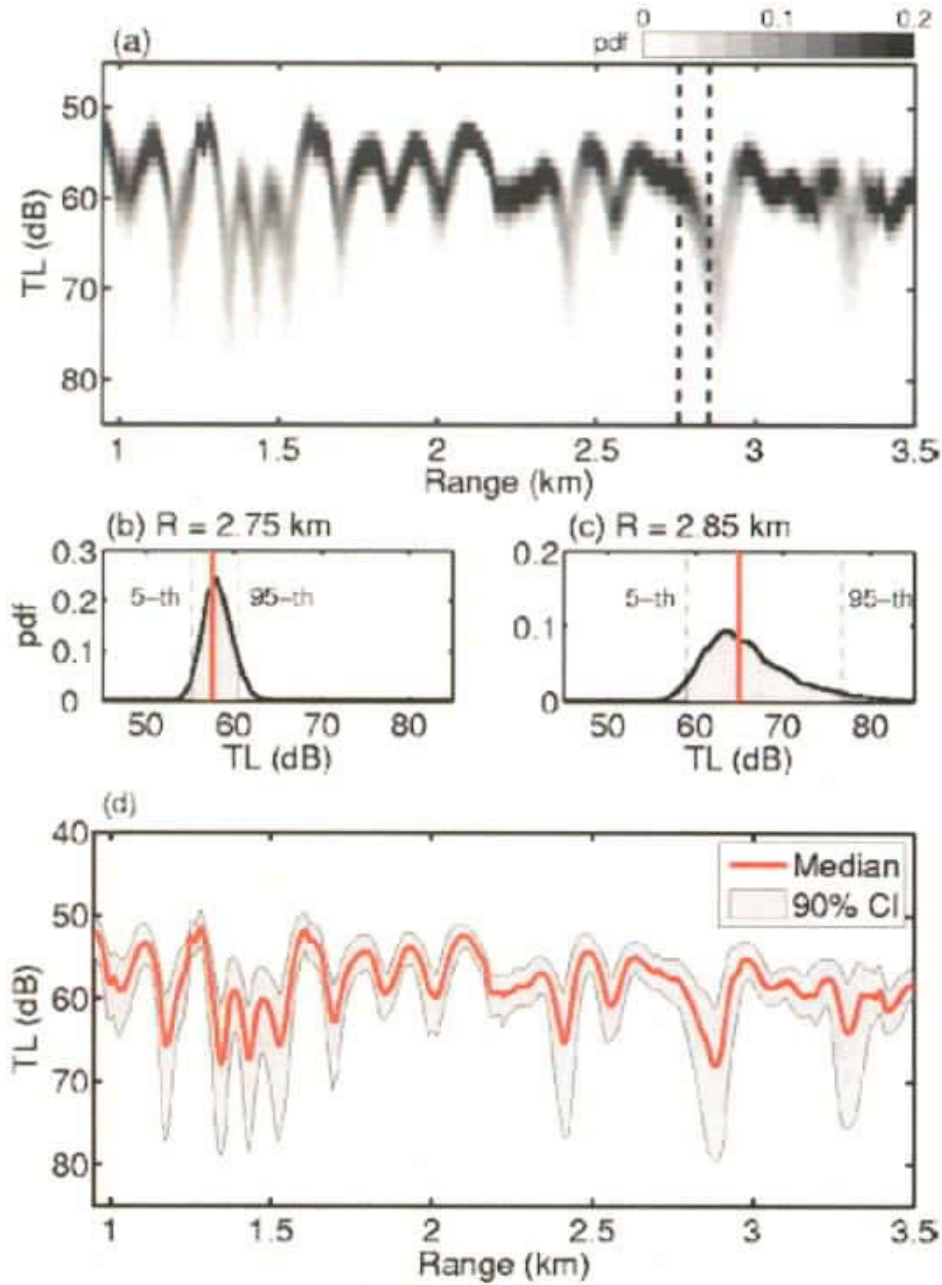 0 0.1 0.2
(a) pdf
50
60
70
80
TL (dB)
1 1.5 2 2.5 3 3.5
Range (km)
(b) R = 2.75 km
(c) R = 2.85 km
0.3
0.2
0.1
0
pdf
5-th 95-th
50 60 70 80
TL (dB)
0.2
0.1
0
5-th 95-th
50 60 70 80
TL (dB)
(d)
40
50
60
70
80
TL (dB)
Median
90% CI
1 1.5 2 2.5 3 3.5
Range (km)